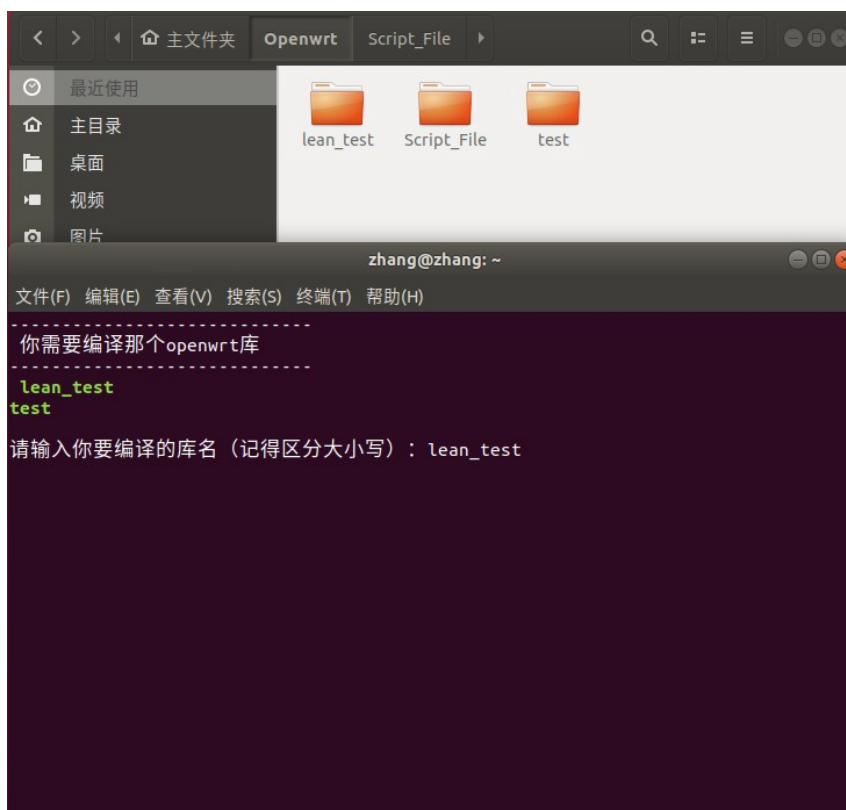 主文件夹 Openwrt Script_File
最近使用
主目录
桌面
视频
图片
lean_test Script_File test
zhang@zhang: ~
文件(F) 编辑(E) 查看(V) 搜索(S) 终端(T) 帮助(H)
-----------------------------
你需要编译那个openwrt库
-----------------------------
lean_test
test
请输入你要编译的库名（记得区分大小写）：lean_test